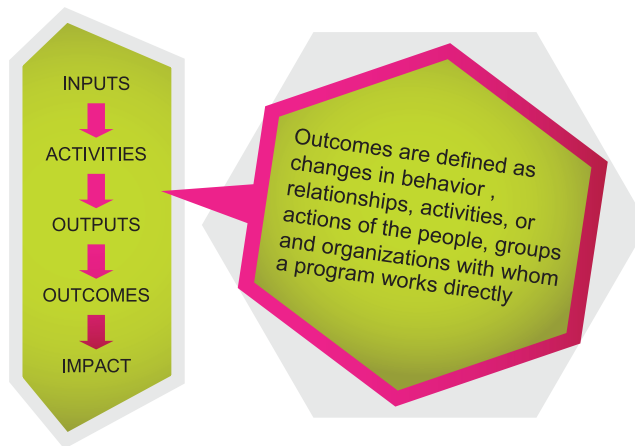 INPUTS
ACTIVITIES
OUTPUTS
OUTCOMES
IMPACT
Outcomes are defined as
changes in behavior ,
relationships, activities, or
actions of the people, groups
and organizations with whom
a program works directly